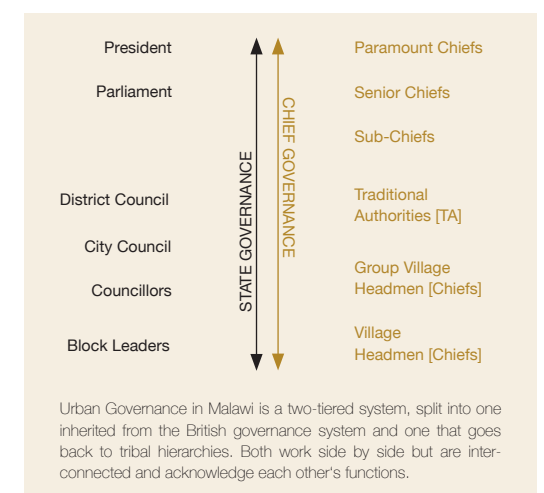 President
Parliament
District Council
City Council
Councillors
Block Leaders
STATE GOVERNANCE
CHIEF GOVERNANCE
Paramount Chiefs
Senior Chiefs
Sub-Chiefs
Traditional
Authorities [TA]
Group Village
Headmen [Chiefs]
Village
Headmen [Chiefs]
Urban Governance in Malawi is a two-tiered system, split into one
inherited from the British governance system and one that goes
back to tribal hierarchies. Both work side by side but are inter-
connected and acknowledge each other's functions.